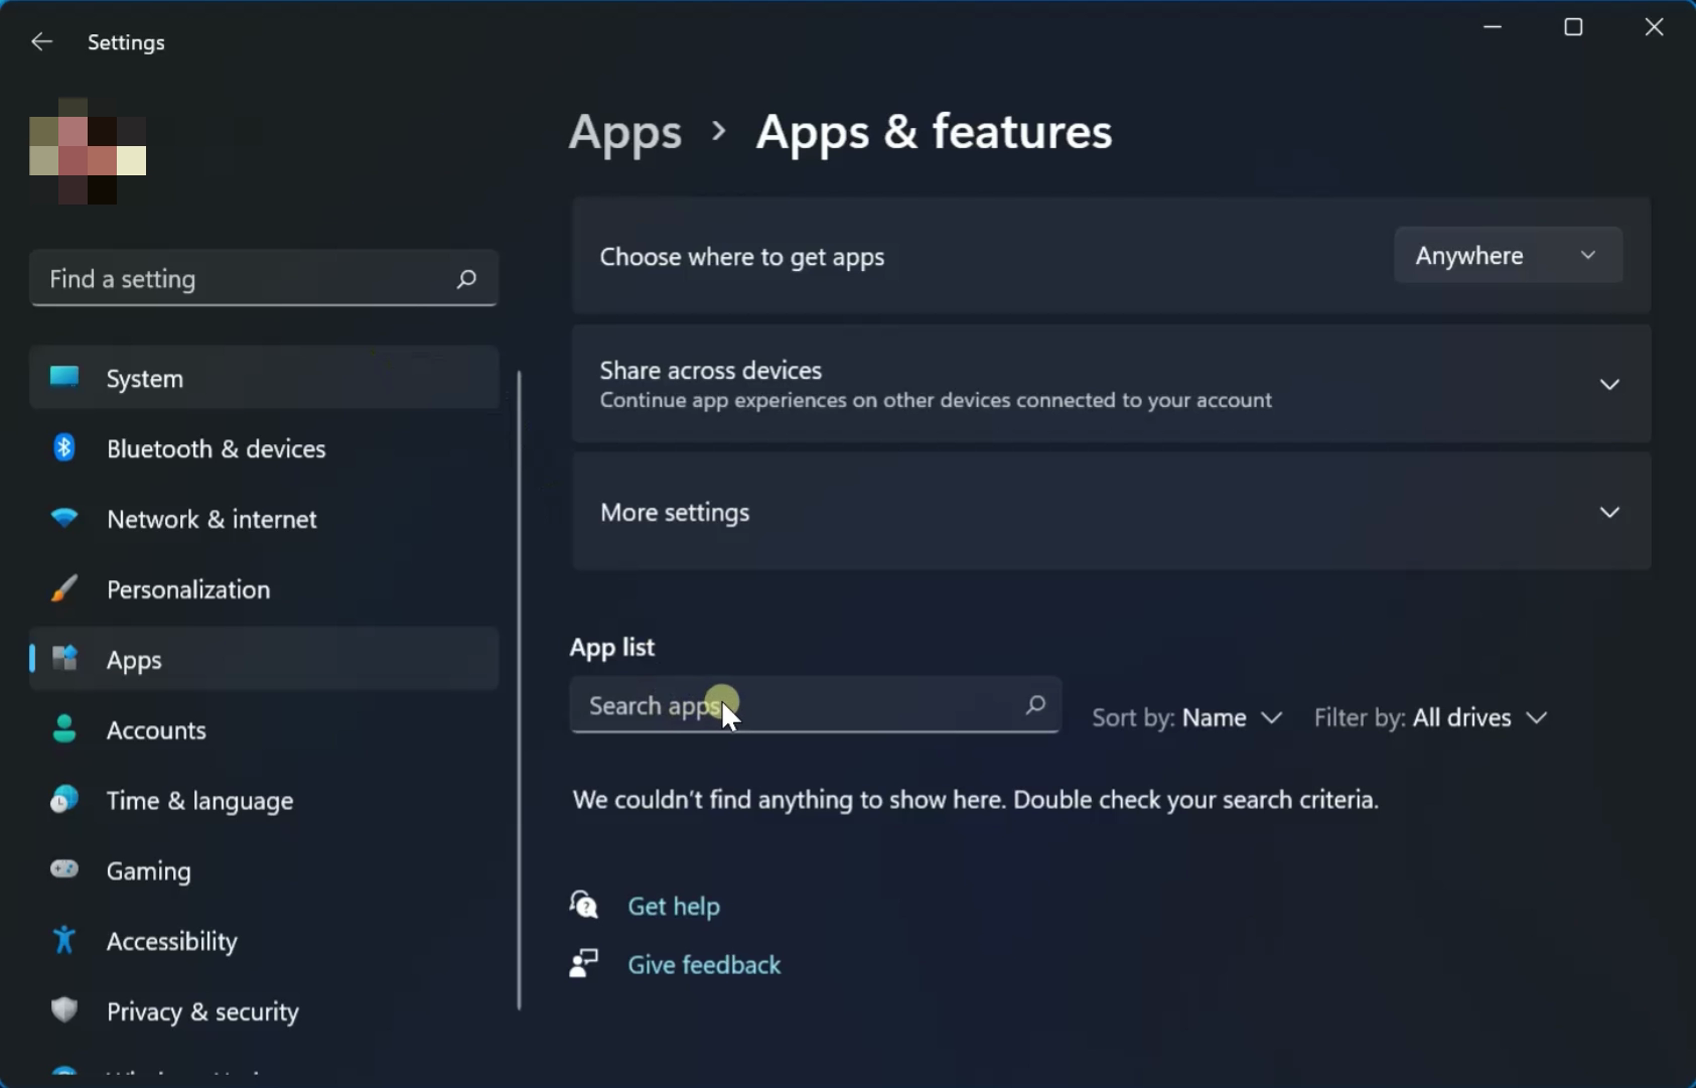 Settings
Find a setting
System
Bluetooth & devices
Network & internet
Personalization
Apps
Accounts
Time & language
Gaming
Accessibility
Privacy & security
Apps > Apps & features
Choose where to get apps
Anywhere
Share across devices
Continue app experiences on other devices connected to your account
More settings
App list
Search apps
Sort by: Name
Filter by: All drives
We couldn't find anything to show here. Double check your search criteria.
Get help
Give feedback